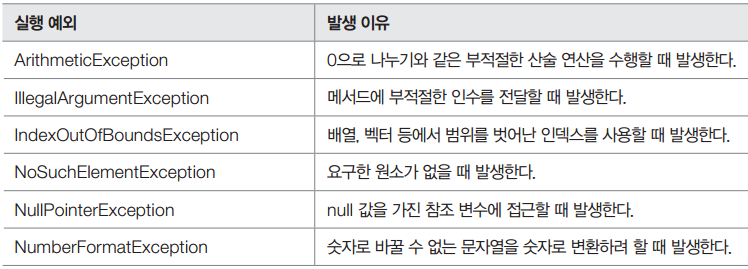 실행 예외 발생 이유
ArithmeticException 0으로 나누기와 같은 부적절한 산술 연산을 수행할 때 발생한다.
IllegalArgumentException 메서드에 부적절한 인수를 전달할 때 발생한다.
IndexOutOfBoundsException 배열, 벡터 등에서 범위를 벗어난 인덱스를 사용할 때 발생한다.
NoSuchElementException 요구한 원소가 없을 때 발생한다.
NullPointerException null 값을 가진 참조 변수에 접근할 때 발생한다.
NumberFormatException 숫자로 바꿀 수 없는 문자열을 숫자로 변환하려 할 때 발생한다.